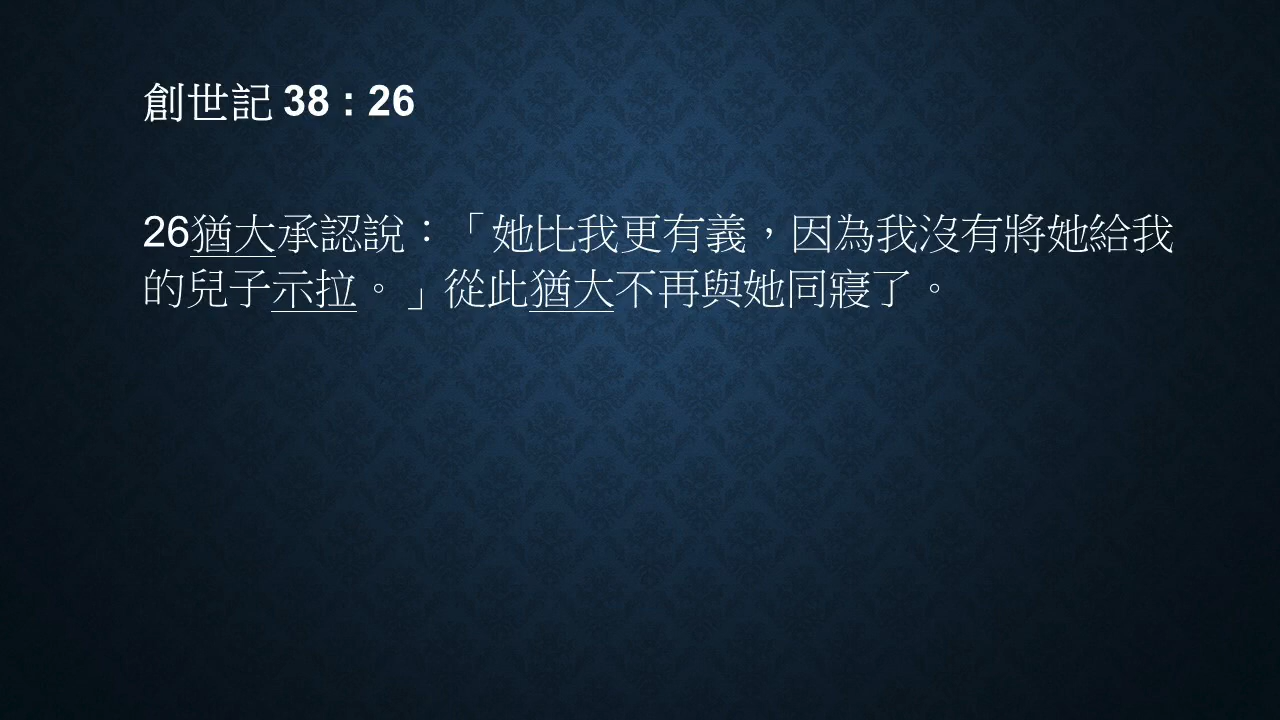 創世記 38：26
26猶大承認說：「她比我更有義，因為我沒有將她給我
的兒子示拉。」從此猶大不再與她同寢了。